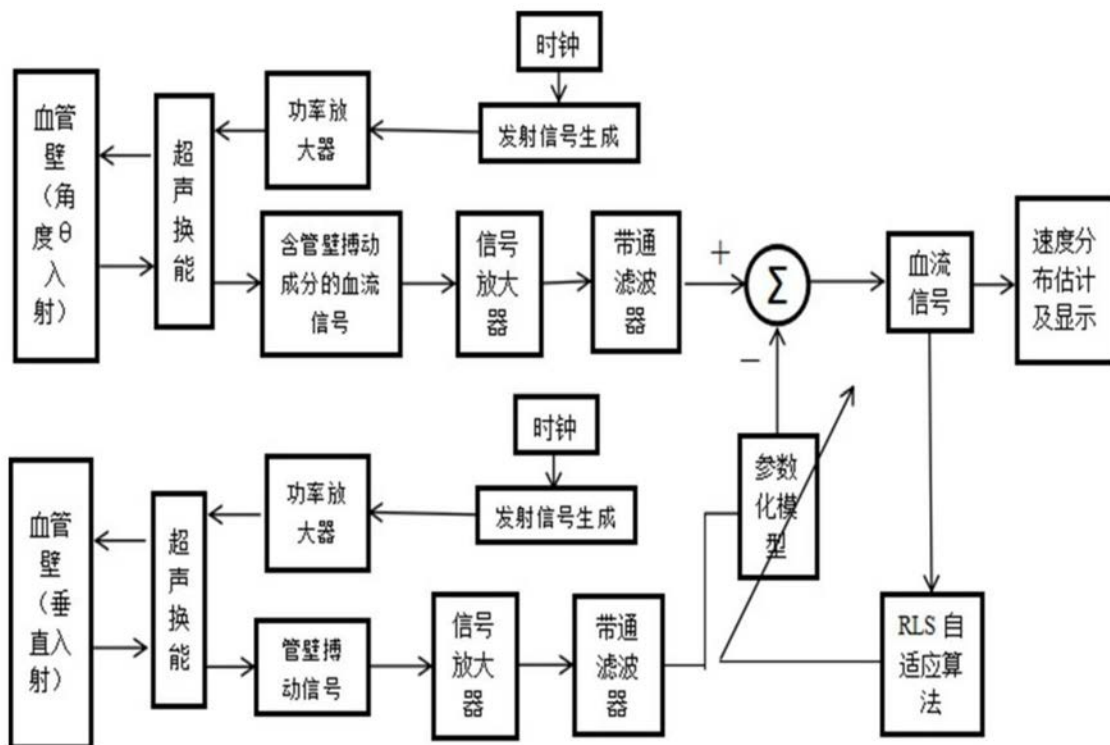 时钟
血管
壁
（角
度θ
入
射）
超
声
换
能
功率放
大器
发射信号生成
含管壁搏动
成分的血流
信号
信号
放大
器
带通
滤波
器
+
Σ
−
血流
信号
速度分
布估计
及显示
时钟
血管
壁
（垂
直入
射）
超
声
换
能
功率放
大器
发射信号生成
管壁搏
动信号
信号
放大
器
带通
滤波
器
参数
化模
型
RLS 自
适应算
法